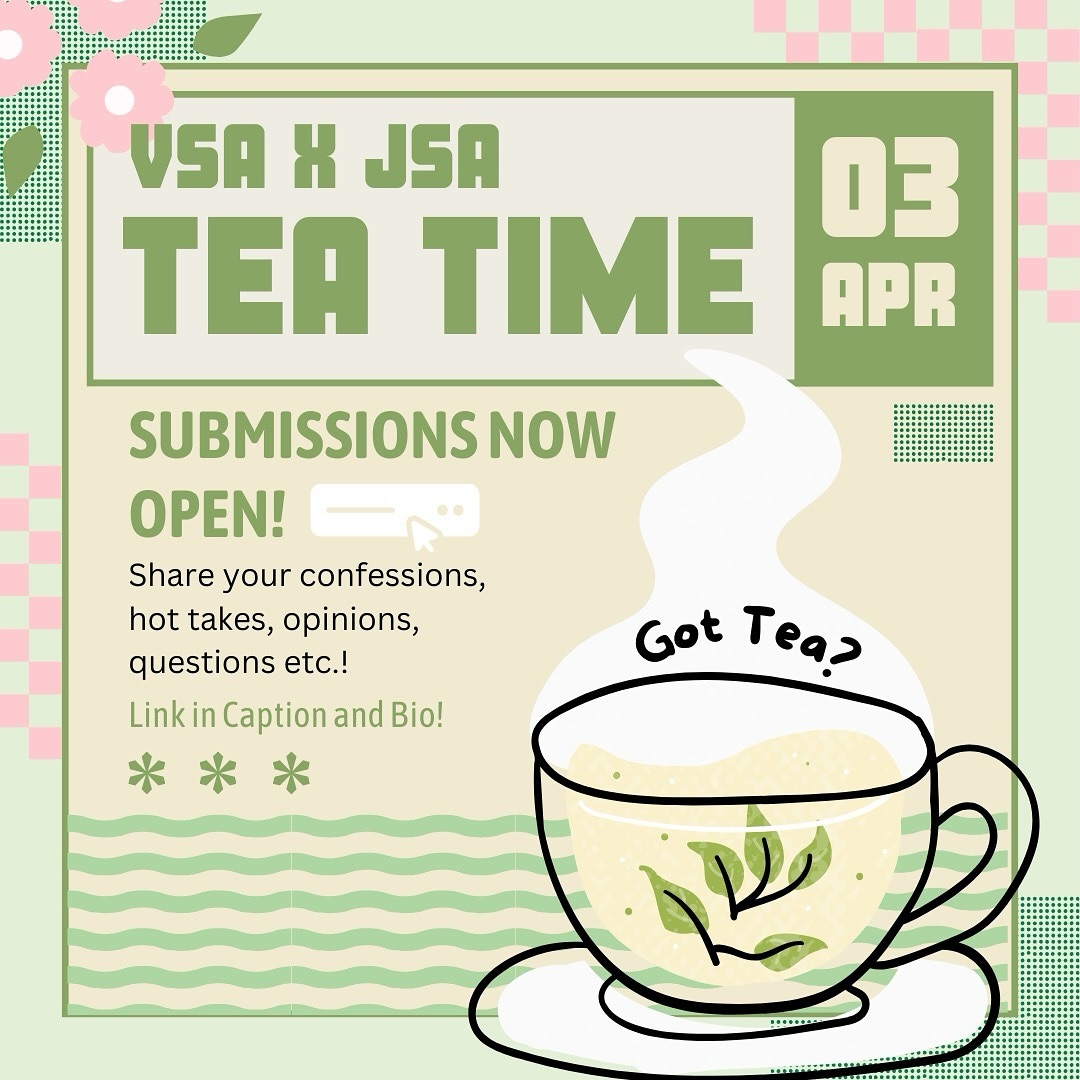 VSA X JSA
TEA TIME
03
APR
SUBMISSIONS NOW
OPEN!
Share your confessions,
hot takes, opinions,
questions etc.!
Link in Caption and Bio!
Got Tea?